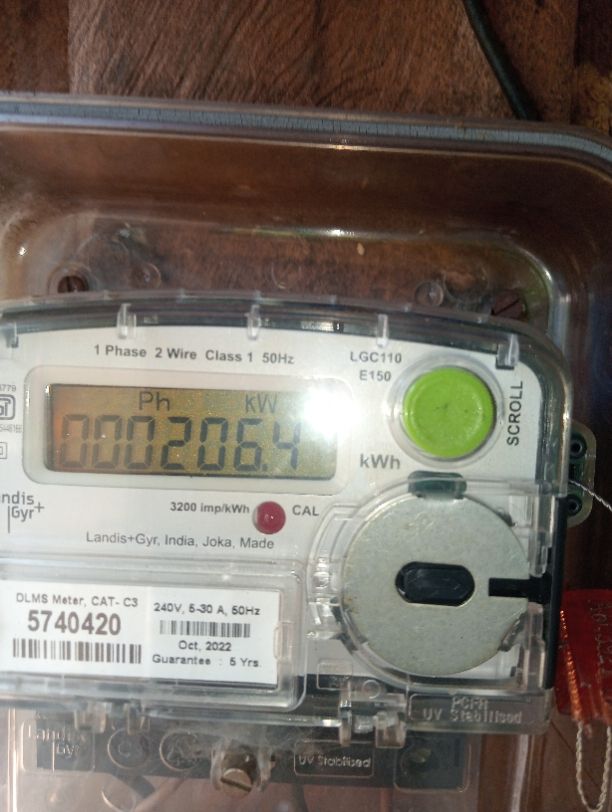 1 Phase 2 Wire Class 1 50Hz
LGC110
E150
SCROLL
Ph kW
000206.4
kWh
3200 imp/kWh
CAL
Landis+Gyr, India, Joka, Made
DLMS Meter, CAT- C3
5740420
240V, 5-30 A, 50Hz
Oct, 2022
Guarantee : 5 Yrs.
UV Stabilised
Landis
Gyr
UV Stabilised